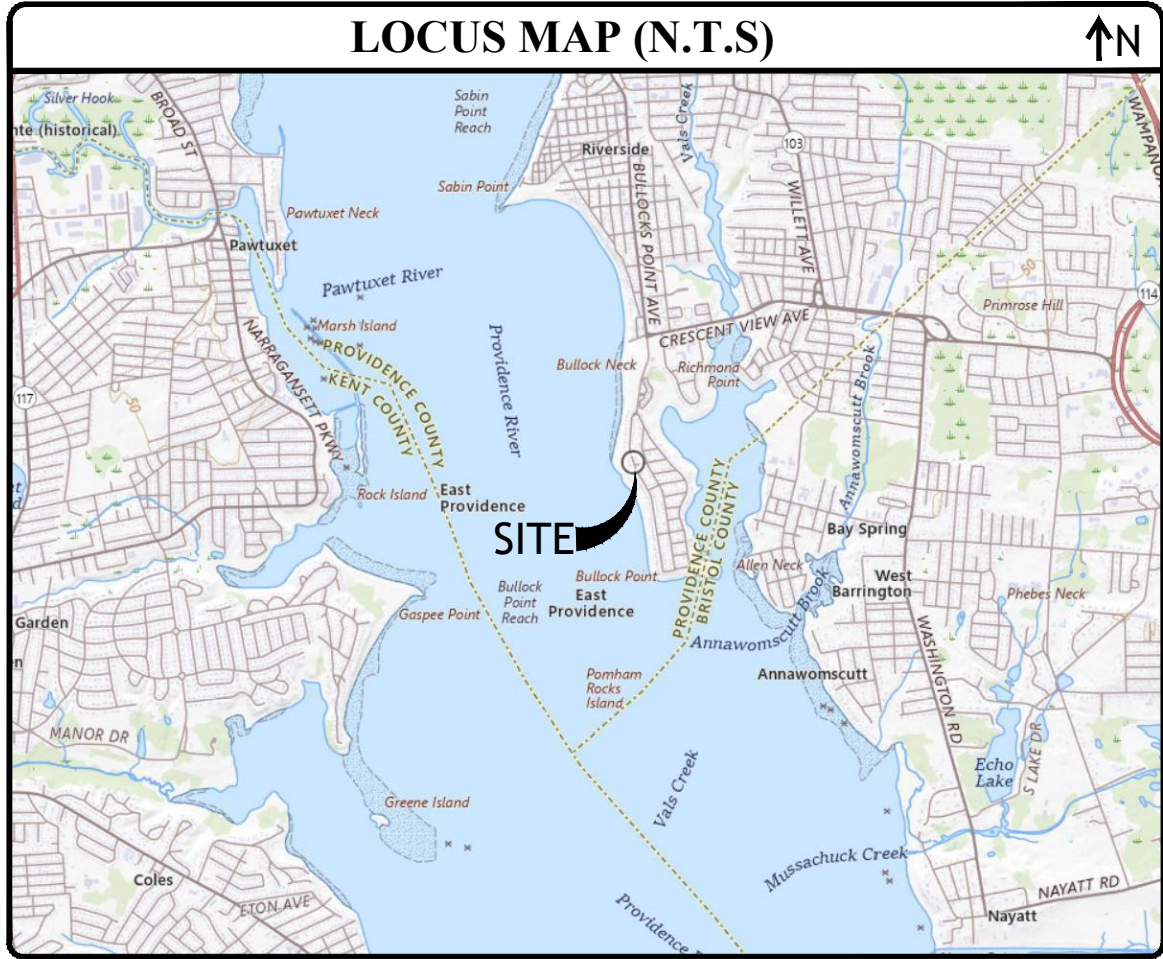 LOCUS MAP (N.T.S)
N
Silver Hook
nte (historical)
BROAD ST
Sabin
Point
Reach
Riverside
Vals Creek
103
WAMPANO
Sabin Point
BULLOCKS POINT AVE
WILLETT AVE
Pawtuxet Neck
Pawtuxet
Pawtuxet River
50
114
Primrose Hill
Marsh Island
CRESCENT VIEW AVE
PROVIDENCE COUNTY
KENT COUNTY
NARRAGANSETT PKWY
Providence River
Bullock Neck
Richmond
Point
Annawomscutt Brook
117
50
Rock Island
East
Providence
SITE
PROVIDENCE COUNTY
BRISTOL COUNTY
Bay Spring
Allen Neck
West
Barrington
Bullock Point
East
Providence
Bullock
Point
Reach
Phebes Neck
Gaspee Point
Garden
Annawomscutt Brook
WASHINGTON RD
Annawomscutt
Pomham
Rocks
Island
MANOR DR
Echo
Lake
S LAKE DR
Vals Creek
Greene Island
Mussachuck Creek
Coles
ETON AVE
NAYATT RD
Nayatt
Providence